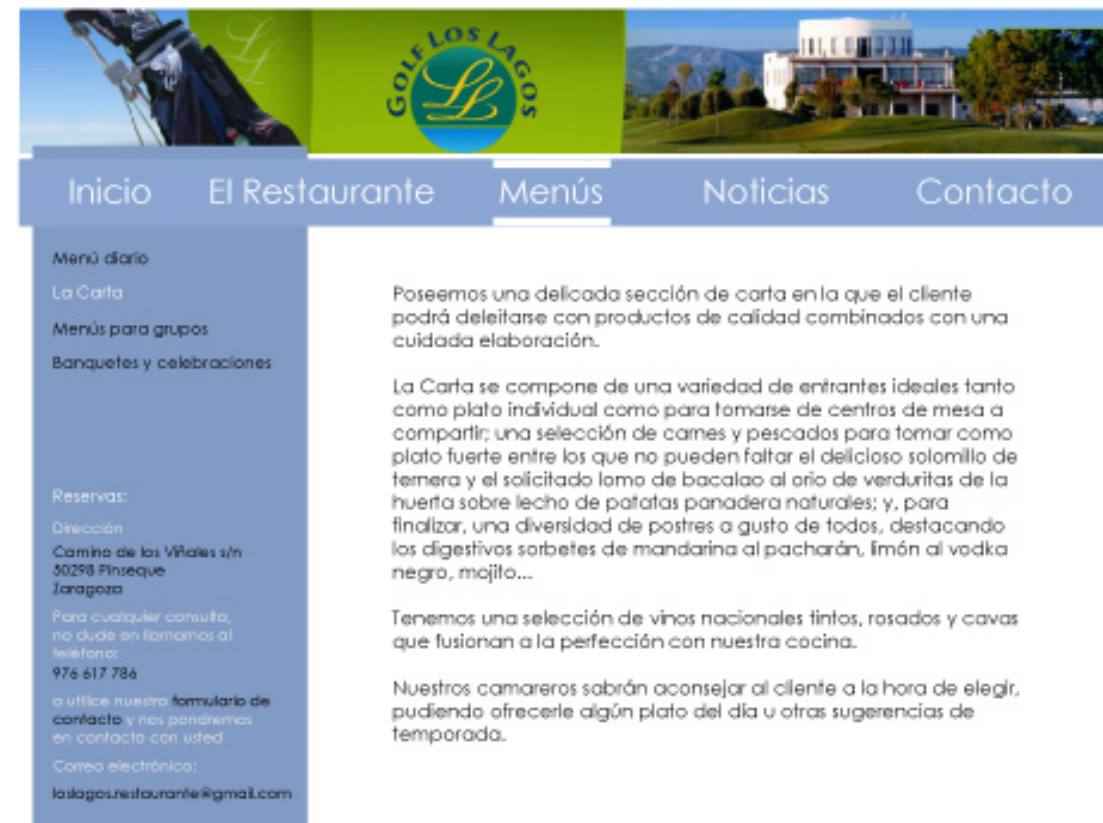 LL
GOLF LOS LAGOS
LL
Inicio El Restaurante Menús Noticias Contacto
Menú diario
La Carta
Menús para grupos
Banquetes y celebraciones
Reservas:
Dirección
Camino de los Viñales s/n
50298 Pinseque
Zaragoza
Para cualquier consulta,
no dude en llamarnos al
teléfono:
976 617 786
o utilice nuestro formulario de
contacto y nos pondremos
en contacto con usted
Correo electrónico:
loslagos.restaurante@gmail.com
Poseemos una delicada sección de carta en la que el cliente
podrá deleitarse con productos de calidad combinados con una
cuidada elaboración.
La Carta se compone de una variedad de entrantes ideales tanto
como plato individual como para tomarse de centros de mesa a
compartir; una selección de carnes y pescados para tomar como
plato fuerte entre los que no pueden faltar el delicioso solomillo de
ternera y el solicitado lomo de bacalao al orio de verduritas de la
huerta sobre lecho de patatas panadera naturales; y, para
finalizar, una diversidad de postres a gusto de todos, destacando
los digestivos sorbetes de mandarina al pacharán, limón al vodka
negro, mojito...
Tenemos una selección de vinos nacionales tintos, rosados y cavas
que fusionan a la perfección con nuestra cocina.
Nuestros camareros sabrán aconsejar al cliente a la hora de elegir,
pudiendo ofrecerle algún plato del día u otras sugerencias de
temporada.